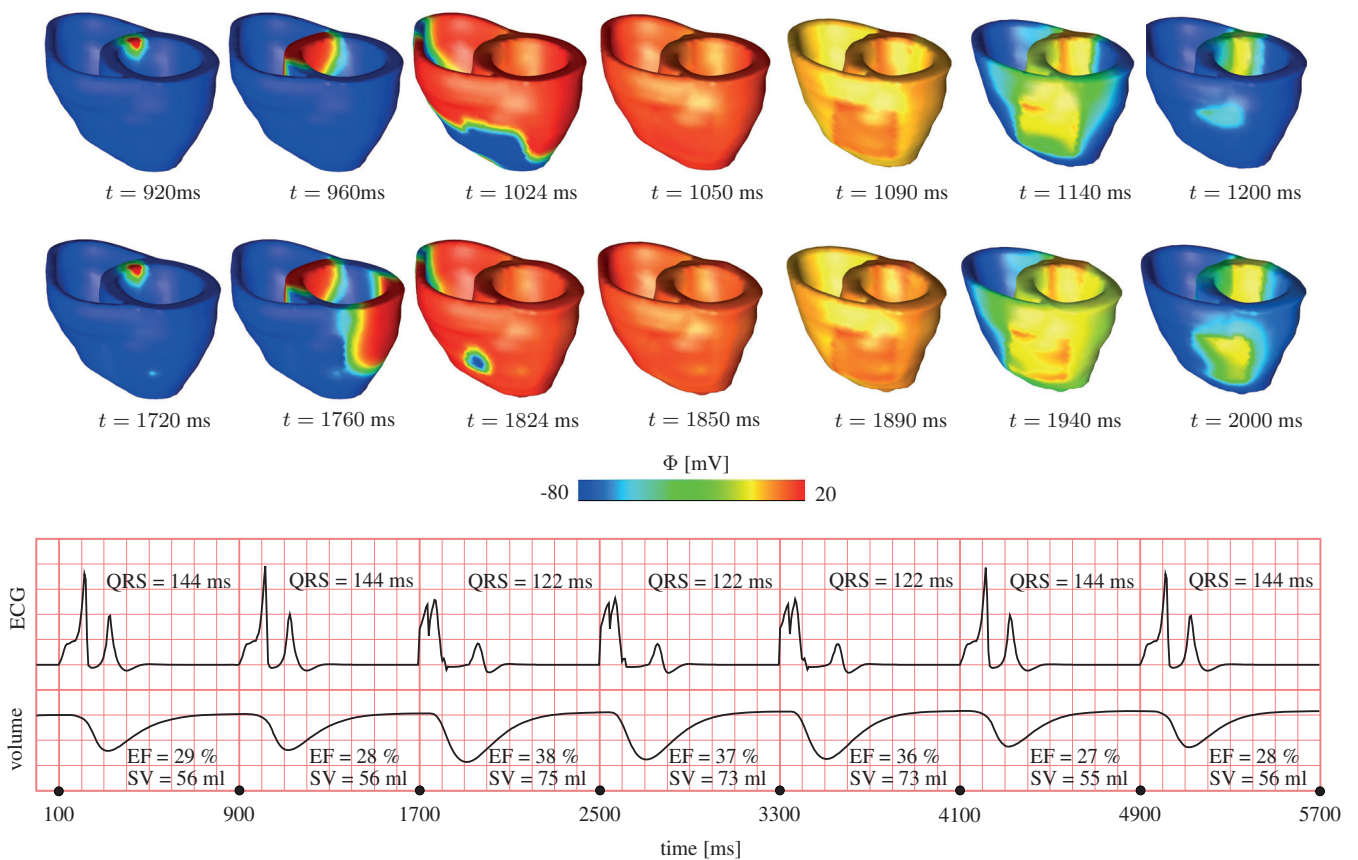 t = 920ms t = 960ms t = 1024 ms t = 1050 ms t = 1090 ms t = 1140 ms t = 1200 ms
t = 1720 ms t = 1760 ms t = 1824 ms t = 1850 ms t = 1890 ms t = 1940 ms t = 2000 ms
Φ [mV]
-80 20
ECG
QRS = 144 ms QRS = 144 ms QRS = 122 ms QRS = 122 ms QRS = 122 ms QRS = 144 ms QRS = 144 ms
volume
EF = 29 % EF = 28 % EF = 38 % EF = 37 % EF = 36 % EF = 27 % EF = 28 %
SV = 56 ml SV = 56 ml SV = 75 ml SV = 73 ml SV = 73 ml SV = 55 ml SV = 56 ml
100 900 1700 2500 3300 4100 4900 5700
time [ms]